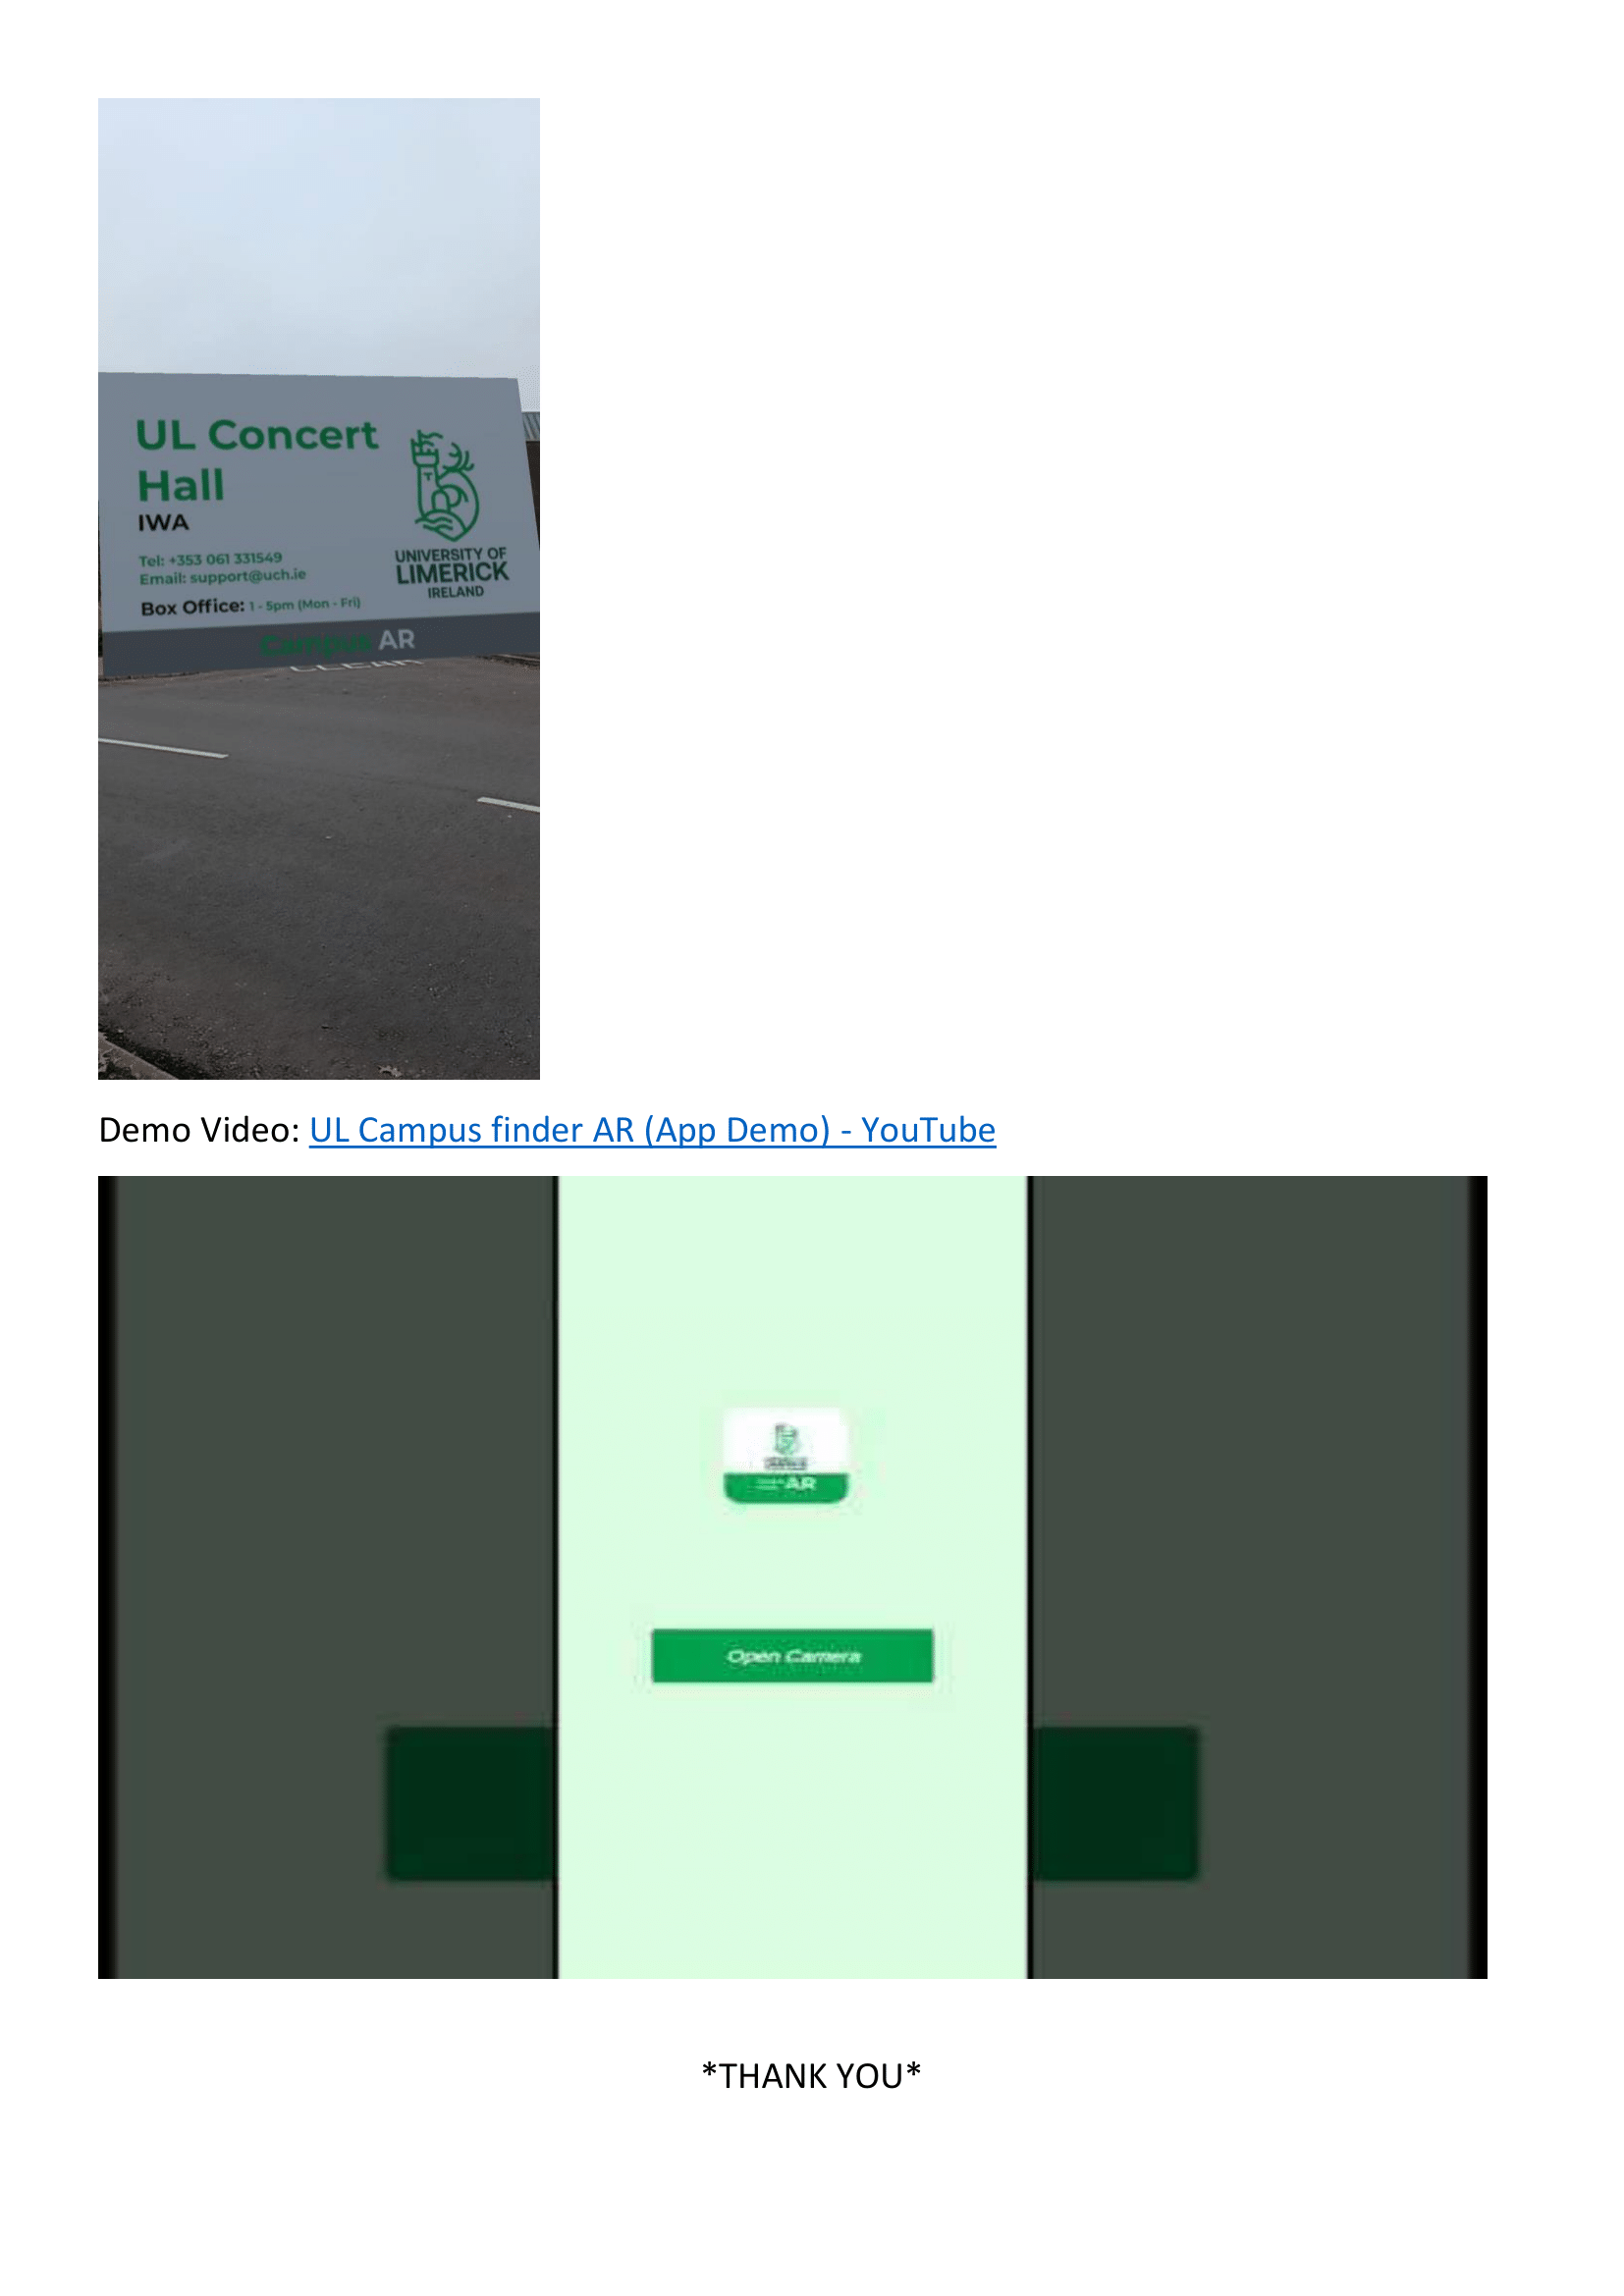 UL Concert
Hall
IWA
Tel: +353 061 331549
Email: support@uch.ie
Box Office: 1 - 5pm (Mon - Fri)
UNIVERSITY OF
LIMERICK
IRELAND
Campus AR
CLEAR
Demo Video: UL Campus finder AR (App Demo) - YouTube
AR
Open Camera
*THANK YOU*